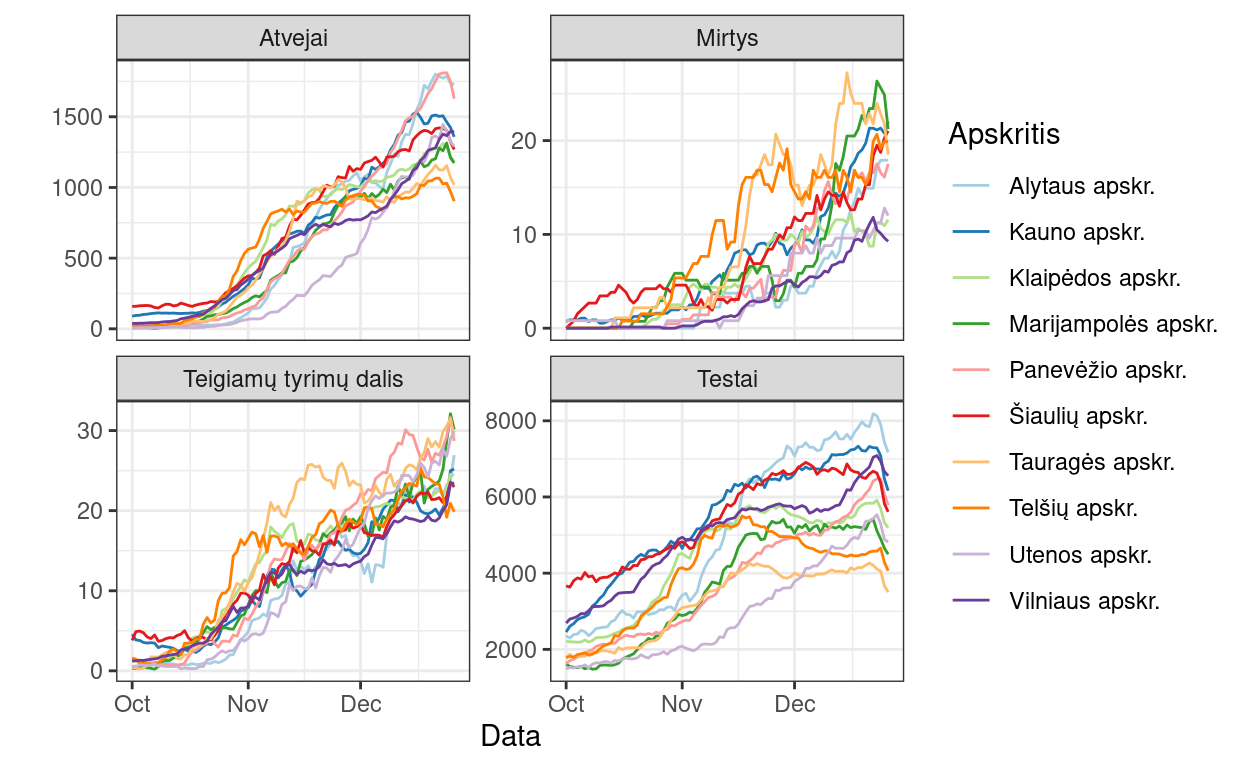 Atvejai
Mirtys
1500
1000
500
0
20
10
0
Teigiamų tyrimų dalis
Testai
30
20
10
0
8000
6000
4000
2000
Oct Nov Dec
Oct Nov Dec
Data
Apskritis
Alytaus apskr.
Kauno apskr.
Klaipėdos apskr.
Marijampolės apskr.
Panevėžio apskr.
Šiaulių apskr.
Tauragės apskr.
Telšių apskr.
Utenos apskr.
Vilniaus apskr.